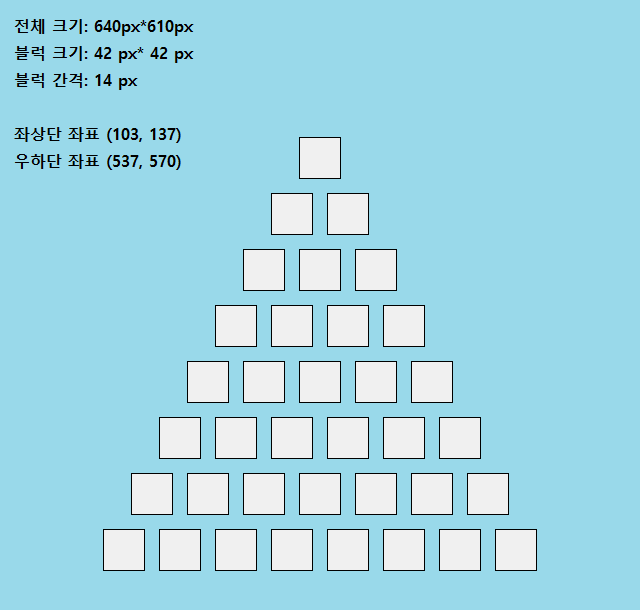 전체 크기: 640px*610px
블럭 크기: 42 px* 42 px
블럭 간격: 14 px
좌상단 좌표 (103, 137)
우하단 좌표 (537, 570)